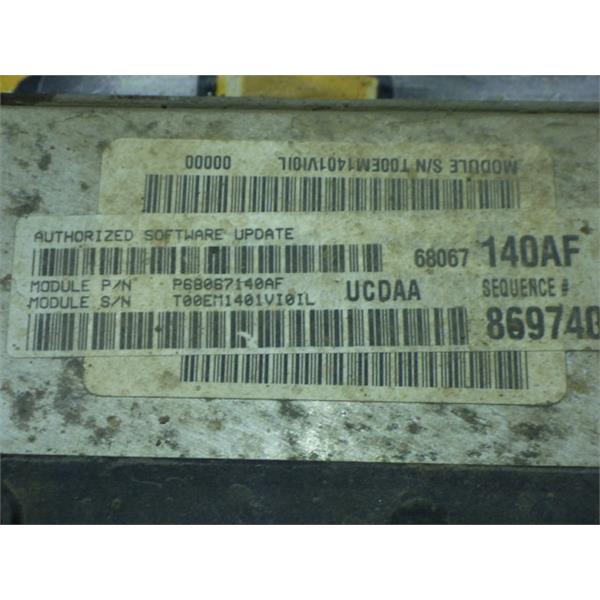 MODULE S/N T00EM1401VI0IL 00000
AUTHORIZED SOFTWARE UPDATE
68067 140AF
MODULE P/N P68067140AF
MODULE S/N T00EM1401VI0IL
UCDAA SEQUENCE #
869740